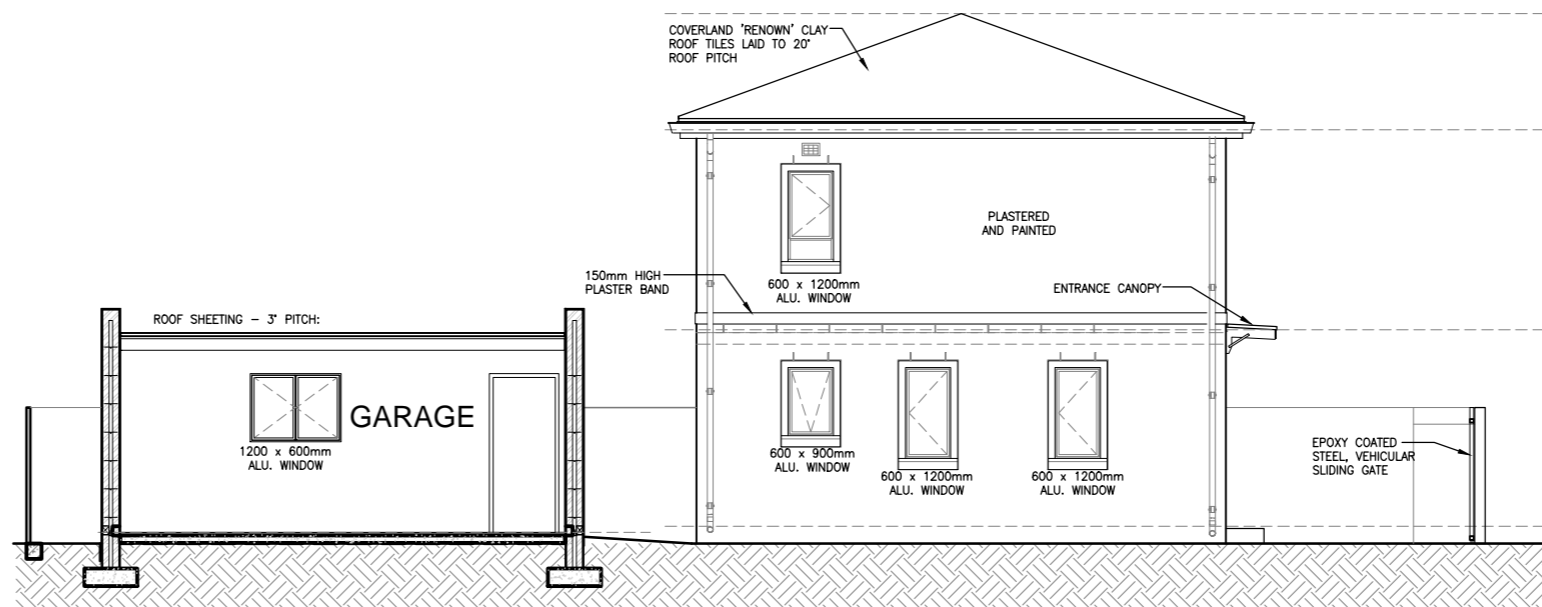 COVERLAND 'RENOWN' CLAY
ROOF TILES LAID TO 20°
ROOF PITCH
PLASTERED
AND PAINTED
150mm HIGH
PLASTER BAND
600 x 1200mm
ALU. WINDOW
ENTRANCE CANOPY
ROOF SHEETING – 3° PITCH:
GARAGE
1200 x 600mm
ALU. WINDOW
600 x 900mm
ALU. WINDOW
600 x 1200mm
ALU. WINDOW
600 x 1200mm
ALU. WINDOW
EPOXY COATED
STEEL, VEHICULAR
SLIDING GATE